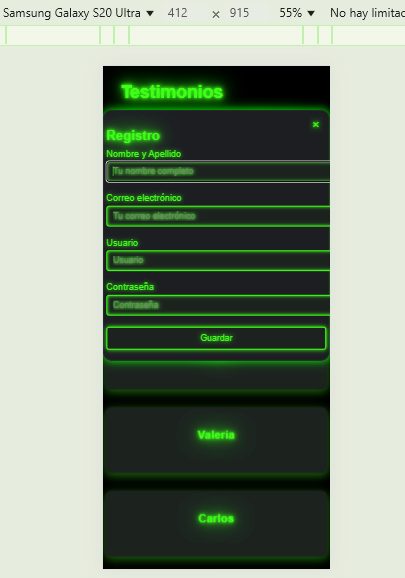 Samsung Galaxy S20 Ultra ▼ 412 × 915 55% ▼ No hay limitac
Testimonios
×
Registro
Nombre y Apellido
Tu nombre completo
Correo electrónico
Tu correo electrónico
Usuario
Usuario
Contraseña
Contraseña
Guardar
Valeria
Carlos